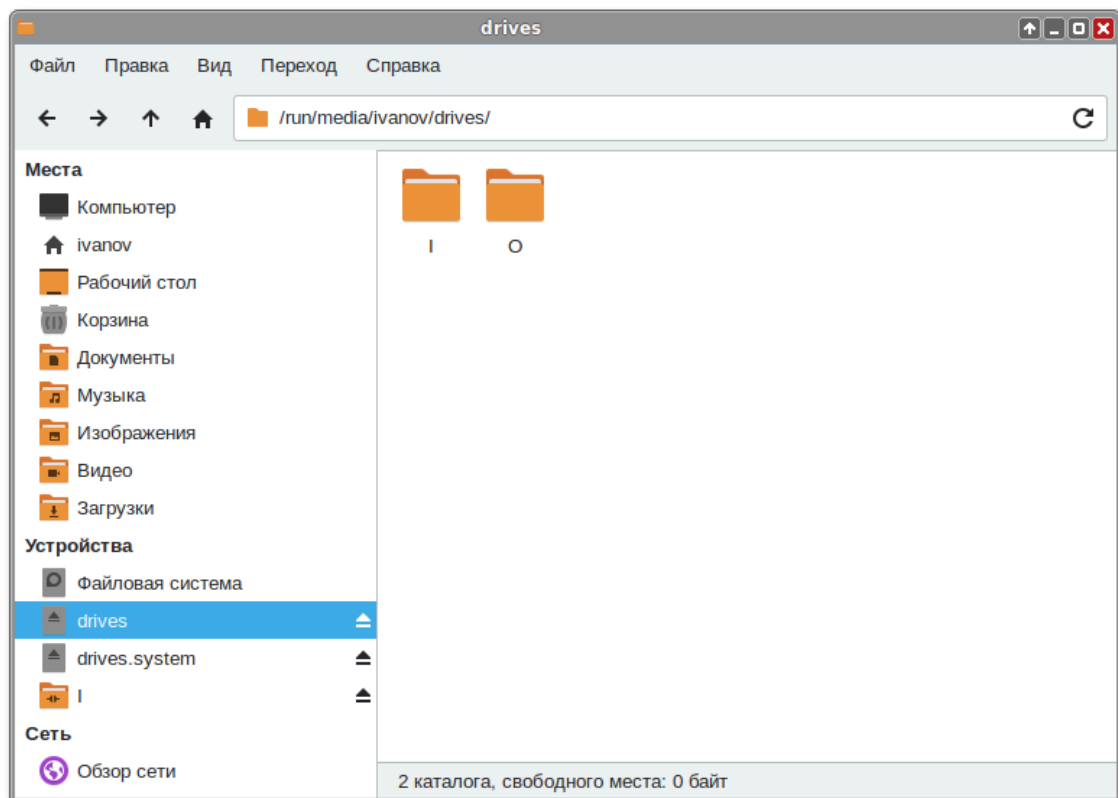 drives
Файл Правка Вид Переход Справка
/run/media/ivanov/drives/
Места
Компьютер
ivanov
Рабочий стол
Корзина
Документы
Музыка
Изображения
Видео
Загрузки
Устройства
Файловая система
drives
drives.system
I
Сеть
Обзор сети
I O
2 каталога, свободного места: 0 байт